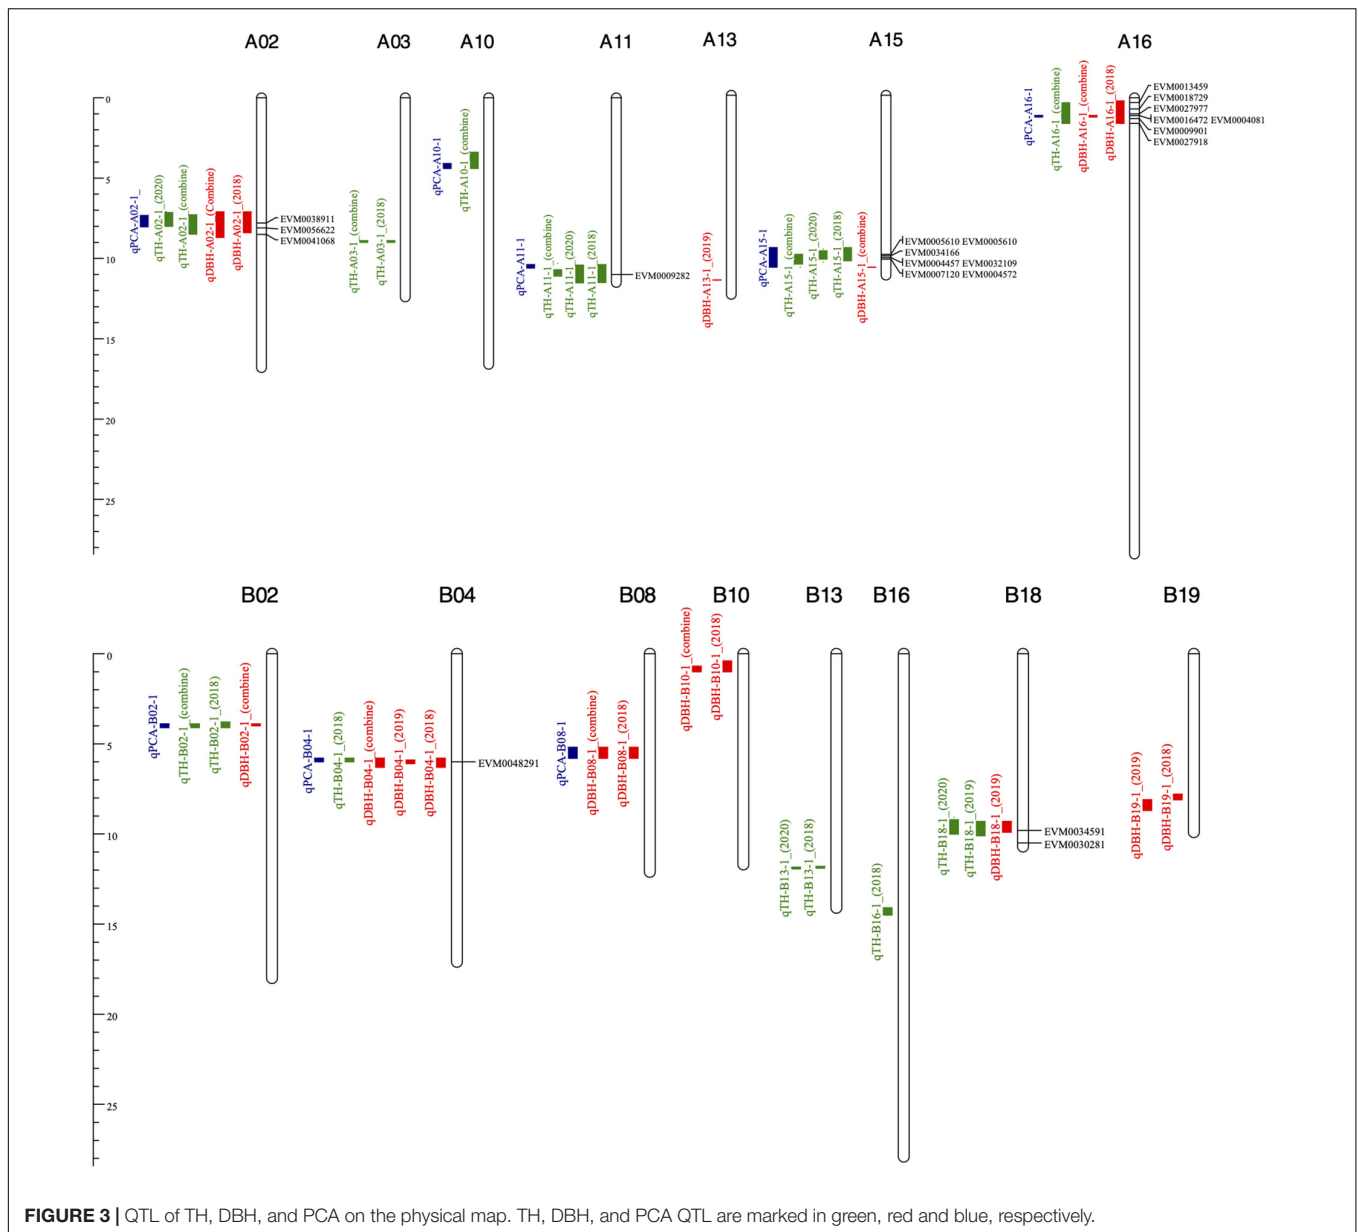 A02 A03 A10 A11 A13 A15 A16
0
5
10
15
20
25
qPCA-A02-1_
qTH-A02-1_(2020)
qTH-A02-1_(combine)
qDBH-A02-1_(Combine)
qDBH-A02-1_(2018)
EVM0038911
EVM0056622
EVM0041068
qTH-A03-1_(combine)
qTH-A03-1_(2018)
qPCA-A10-1
qTH-A10-1_(combine)
qPCA-A11-1
qTH-A11-1_(combine)
qTH-A11-1_(2020)
qTH-A11-1_(2018)
EVM0009282
qDBH-A13-1_(2019)
qPCA-A15-1
qTH-A15-1_(combine)
qTH-A15-1_(2020)
qTH-A15-1_(2018)
qDBH-A15-1_(combine)
EVM0005610 EVM0005610
EVM0034166
EVM0004457 EVM0032109
EVM0007120 EVM0004572
qPCA-A16-1
qTH-A16-1_(combine)
qDBH-A16-1_(combine)
qDBH-A16-1_(2018)
EVM0013459
EVM0018729
EVM0027977
EVM0016472 EVM0004081
EVM0009901
EVM0027918
B02 B04 B08 B10 B13 B16 B18 B19
0
5
10
15
20
25
qPCA-B02-1
qTH-B02-1_(combine)
qTH-B02-1_(2018)
qDBH-B02-1_(combine)
qPCA-B04-1
qTH-B04-1_(2018)
qDBH-B04-1_(combine)
qDBH-B04-1_(2019)
qDBH-B04-1_(2018)
EVM0048291
qPCA-B08-1
qDBH-B08-1_(combine)
qDBH-B08-1_(2018)
qDBH-B10-1_(combine)
qDBH-B10-1_(2018)
qTH-B13-1_(2020)
qTH-B13-1_(2018)
qTH-B16-1_(2018)
qTH-B18-1_(2020)
qTH-B18-1_(2019)
qDBH-B18-1_(2019)
EVM0034591
EVM0030281
qDBH-B19-1_(2019)
qDBH-B19-1_(2018)
FIGURE 3 | QTL of TH, DBH, and PCA on the physical map. TH, DBH, and PCA QTL are marked in green, red and blue, respectively.